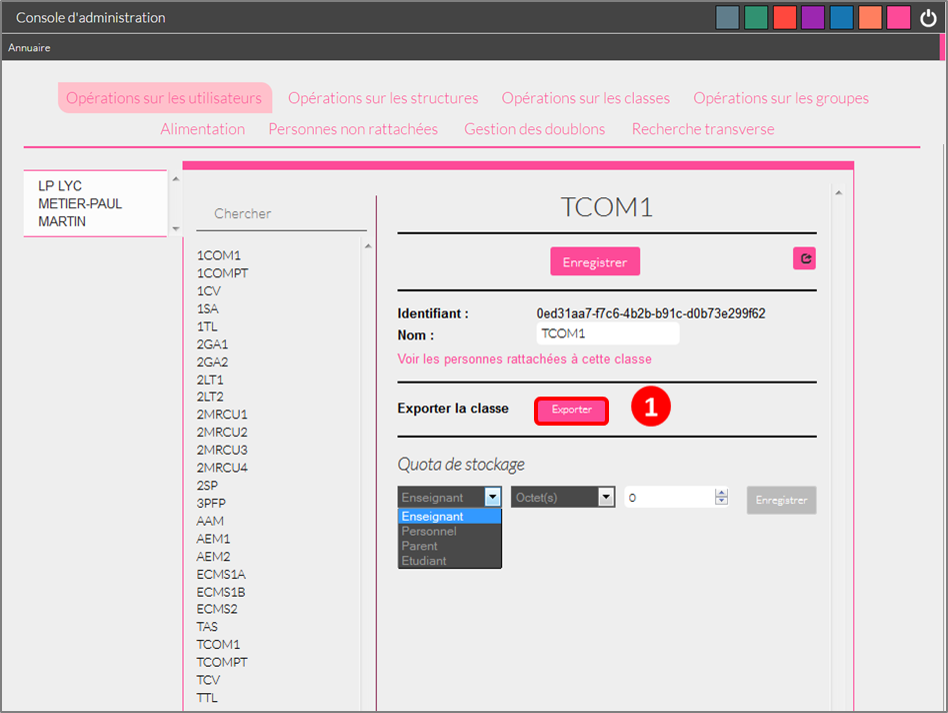 Console d'administration
Annuaire
Opérations sur les utilisateurs
Opérations sur les structures
Opérations sur les classes
Opérations sur les groupes
Alimentation
Personnes non rattachées
Gestion des doublons
Recherche transverse
LP LYC
METIER-PAUL
MARTIN
Chercher
1COM1
1COMPT
1CV
1SA
1TL
2GA1
2GA2
2LT1
2LT2
2MRCU1
2MRCU2
2MRCU3
2MRCU4
2SP
3PFP
AAM
AEM1
AEM2
ECMS1A
ECMS1B
ECMS2
TAS
TCOM1
TCOMPT
TCV
TTL
TCOM1
Enregistrer
Identifiant : 0ed31aa7-f7c6-4b2b-b91c-d0b73e299f62
Nom : TCOM1
Voir les personnes rattachées à cette classe
Exporter la classe Exporter 1
Quota de stockage
Enseignant Octet(s) 0 Enregistrer
Enseignant
Personnel
Parent
Etudiant